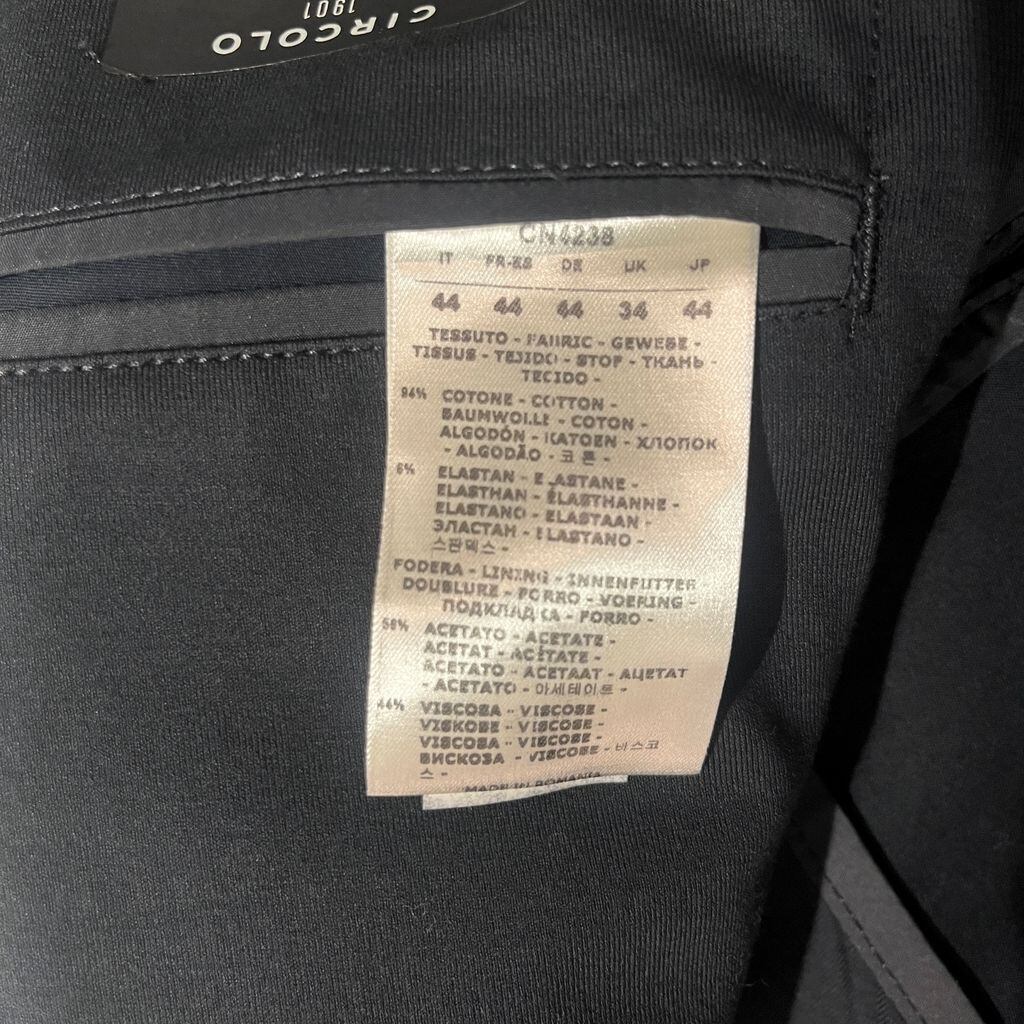 CIRCOLO
1901
CN4238
IT FR-ES DE UK JP
44 44 44 34 44
TESSUTO - FABRIC - GEWEBE -
TISSUS - TEJIDO - STOF - ТКАНЬ -
TECIDO -
94% COTONE - COTTON -
BAUMWOLLE - COTON -
ALGODÓN - KATOEN - ХЛОПОК
- ALGODÃO - 코튼 -
6% ELASTAN - ELASTANE -
ELASTHAN - ÉLASTHANNE -
ELASTANO - ELASTAAN -
ЭЛАСТАН - ELASTANO -
스판덱스 -
FODERA - LINING - INNENFUTTER -
DOUBLURE - FORRO - VOERING -
ПОДКЛАДКА - FORRO -
56% ACETATO - ACETATE -
ACETAT - ACÉTATE -
ACETATO - ACETAAT - АЦЕТАТ
- ACETATO - 아세테이트 -
44% VISCOSA - VISCOSE -
VISKOSE - VISCOSE -
VISCOSA - VISCOSE -
ВИСКОЗА - VISCOSE - 비스코
스 -
MADE IN ROMANIA